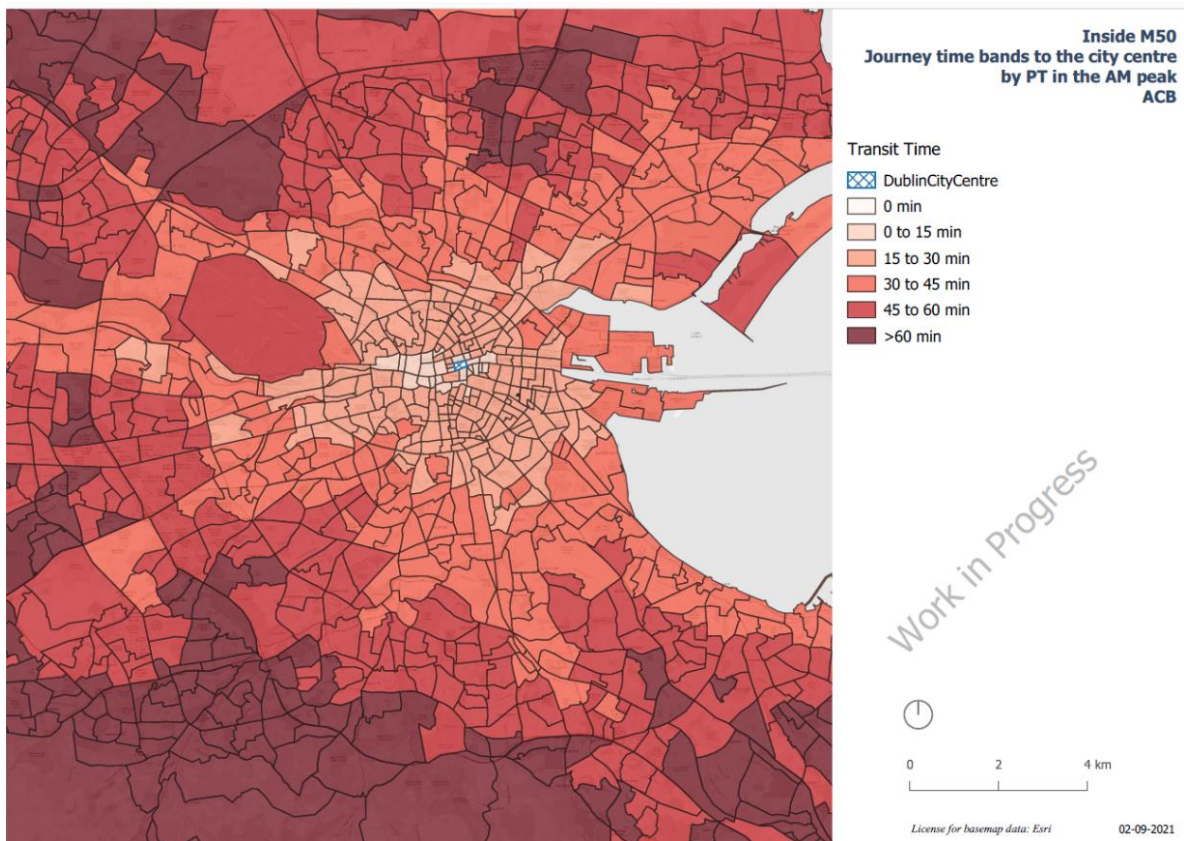 Inside M50
Journey time bands to the city centre
by PT in the AM peak
ACB
Transit Time
DublinCityCentre
0 min
0 to 15 min
15 to 30 min
30 to 45 min
45 to 60 min
>60 min
Work in Progress
0 2 4 km
License for basemap data: Esri 02-09-2021